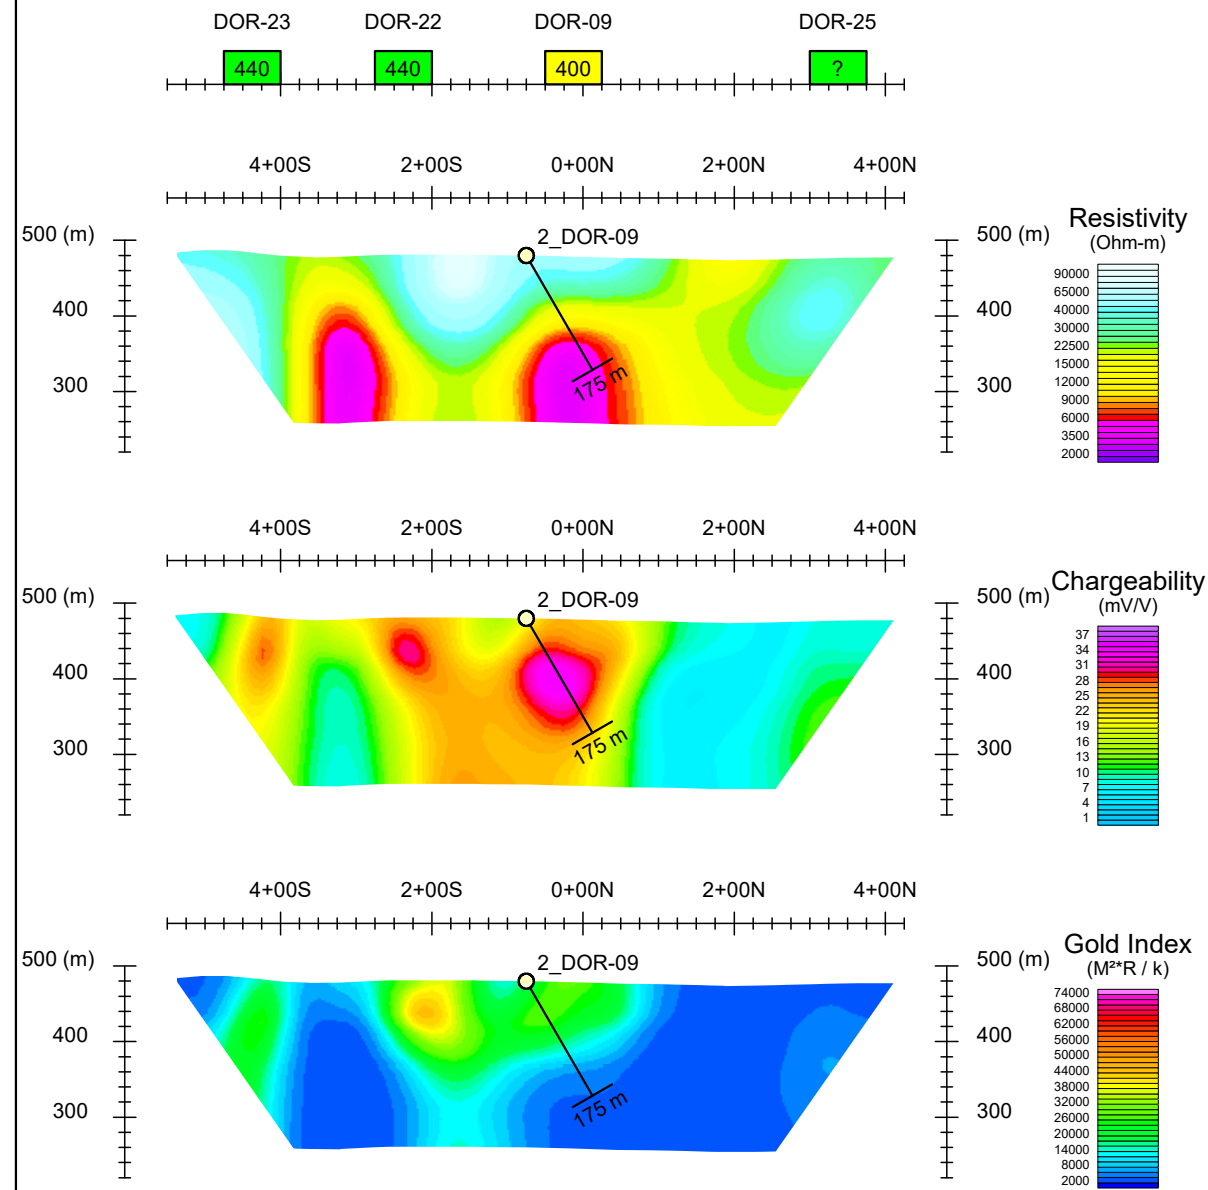 DOR-23 DOR-22 DOR-09 DOR-25
440 440 400 ?
4+00S 2+00S 0+00N 2+00N 4+00N
500 (m) 2_DOR-09 500 (m)
400 400
300 300
175 m
Resistivity
(Ohm-m)
90000
65000
40000
30000
22500
15000
12000
9000
6000
3500
2000
4+00S 2+00S 0+00N 2+00N 4+00N
500 (m) 2_DOR-09 500 (m)
400 400
300 300
175 m
Chargeability
(mV/V)
37
34
31
28
25
22
19
16
13
10
7
4
1
4+00S 2+00S 0+00N 2+00N 4+00N
500 (m) 2_DOR-09 500 (m)
400 400
300 300
175 m
Gold Index
(M²*R / k)
74000
68000
62000
56000
50000
44000
38000
32000
26000
20000
14000
8000
2000